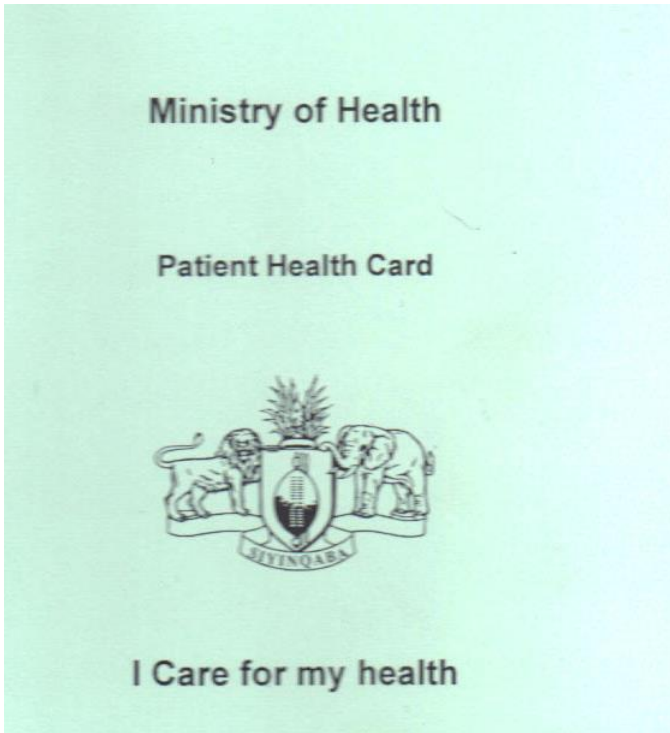 Ministry of Health
Patient Health Card
SIYINQABA
I Care for my health